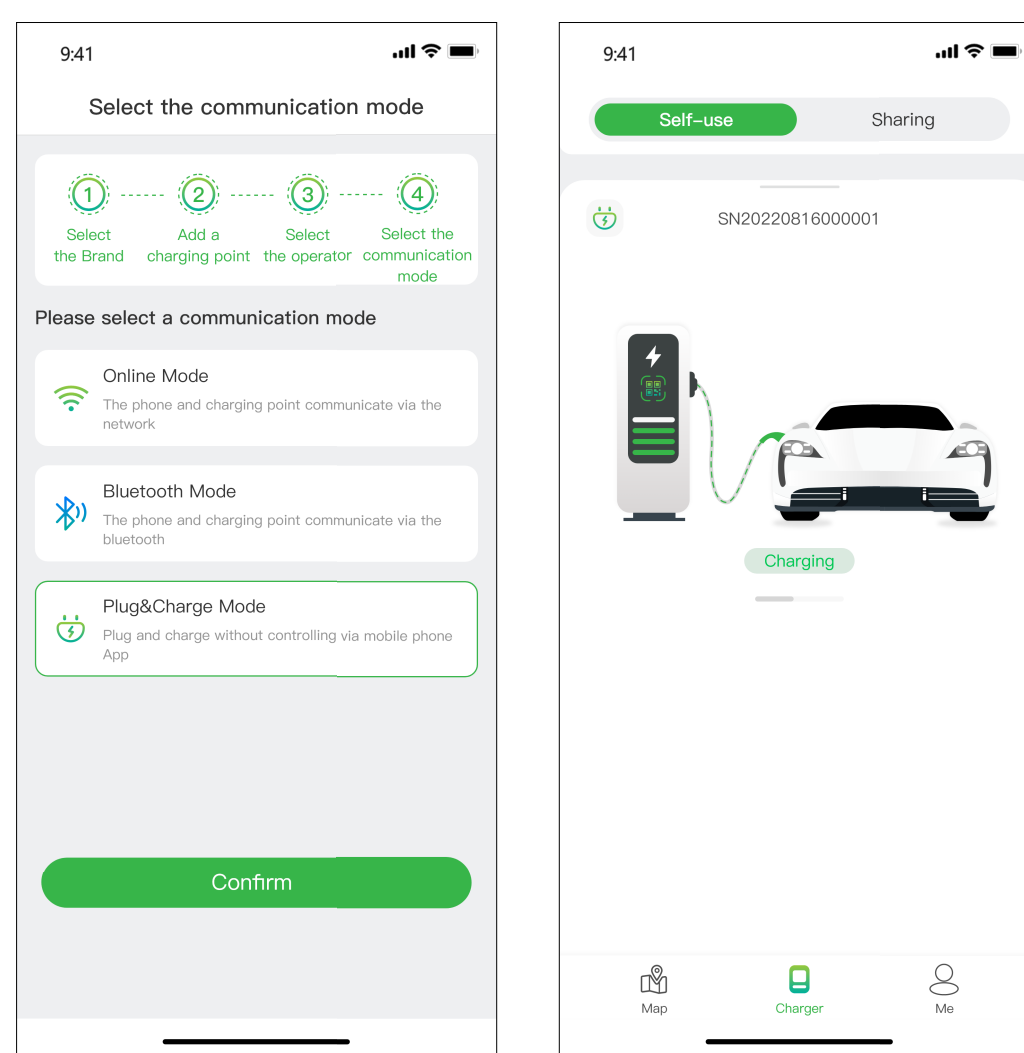 9:41
Select the communication mode
1
2
3
4
Select
the Brand
Add a
charging point
Select
the operator
Select the
communication
mode
Please select a communication mode
Online Mode
The phone and charging point communicate via the
network
Bluetooth Mode
The phone and charging point communicate via the
bluetooth
Plug&Charge Mode
Plug and charge without controlling via mobile phone
App
Confirm
9:41
Self-use
Sharing
SN20220816000001
Charging
Map
Charger
Me